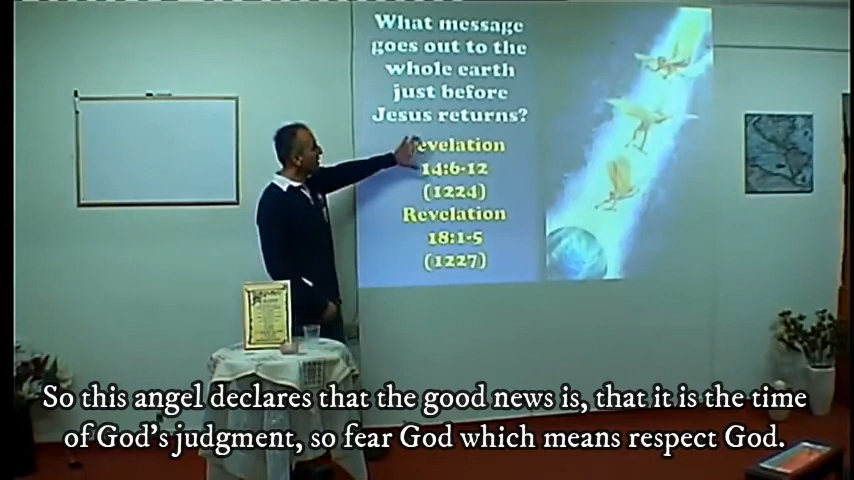 What message
goes out to the
whole earth
just before
Jesus returns?
evelation
14:6-12
(1224)
Revelation
18:1-5
(1227)
So this angel declares that the good news is, that it is the time
of God's judgment, so fear God which means respect God.